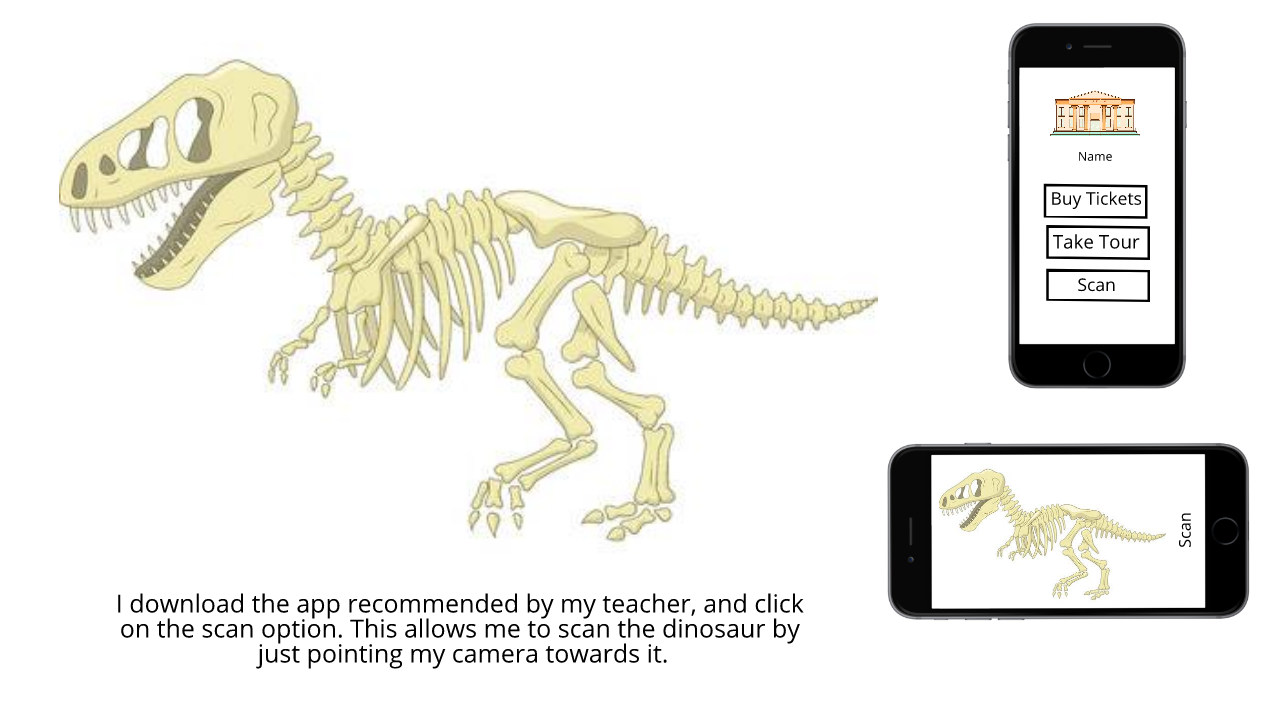 Name
Buy Tickets
Take Tour
Scan
Scan
I download the app recommended by my teacher, and click
on the scan option. This allows me to scan the dinosaur by
just pointing my camera towards it.